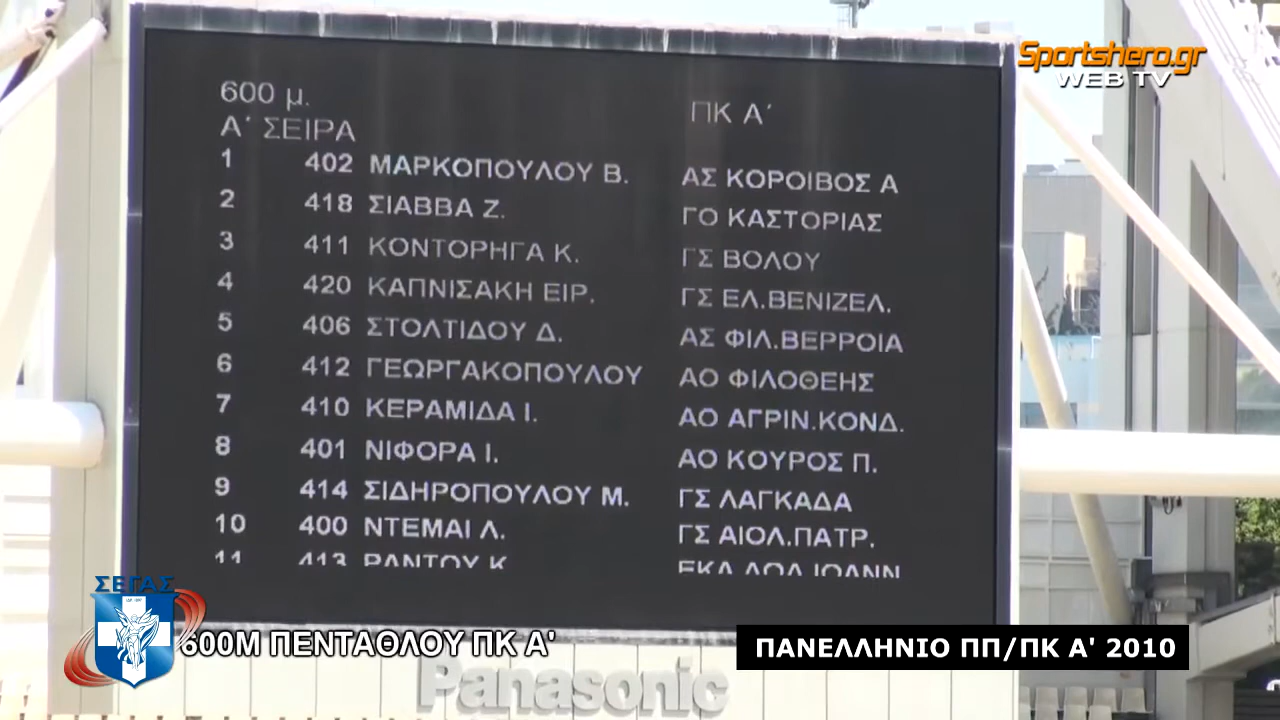 Sportshero.gr
WEB TV
600 μ. ΠΚ Α΄
Α΄ ΣΕΙΡΑ
1 402 ΜΑΡΚΟΠΟΥΛΟΥ Β. ΑΣ ΚΟΡΟΙΒΟΣ Α
2 418 ΣΙΑΒΒΑ Ζ. ΓΟ ΚΑΣΤΟΡΙΑΣ
3 411 ΚΟΝΤΟΡΗΓΑ Κ. ΓΣ ΒΟΛΟΥ
4 420 ΚΑΠΝΙΣΑΚΗ ΕΙΡ. ΓΣ ΕΛ.ΒΕΝΙΖΕΛ.
5 406 ΣΤΟΛΤΙΔΟΥ Δ. ΑΣ ΦΙΛ.ΒΕΡΡΟΙΑ
6 412 ΓΕΩΡΓΑΚΟΠΟΥΛΟΥ ΑΟ ΦΙΛΟΘΕΗΣ
7 410 ΚΕΡΑΜΙΔΑ Ι. ΑΟ ΑΓΡΙΝ.ΚΟΝΔ.
8 401 ΝΙΦΟΡΑ Ι. ΑΟ ΚΟΥΡΟΣ Π.
9 414 ΣΙΔΗΡΟΠΟΥΛΟΥ Μ. ΓΣ ΛΑΓΚΑΔΑ
10 400 ΝΤΕΜΑΙ Λ. ΓΣ ΑΙΟΛ.ΠΑΤΡ.
11 413 ΡΑΝΤΟΥ Κ
ΣΕΓΑΣ
600Μ ΠΕΝΤΑΘΛΟΥ ΠΚ Α'
ΠΑΝΕΛΛΗΝΙΟ ΠΠ/ΠΚ Α' 2010
Panasonic